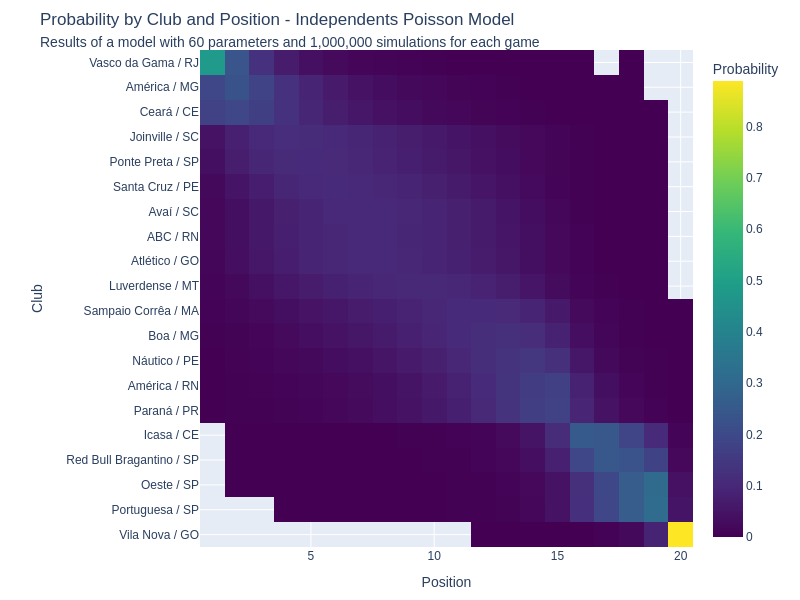 Probability by Club and Position - Independents Poisson Model
Results of a model with 60 parameters and 1,000,000 simulations for each game
Probability
Vasco da Gama / RJ
América / MG
Ceará / CE
Joinville / SC
Ponte Preta / SP
Santa Cruz / PE
Avaí / SC
ABC / RN
Atlético / GO
Luverdense / MT
Sampaio Corrêa / MA
Boa / MG
Náutico / PE
América / RN
Paraná / PR
Icasa / CE
Red Bull Bragantino / SP
Oeste / SP
Portuguesa / SP
Vila Nova / GO
Club
5
10
15
20
Position
0.8
0.7
0.6
0.5
0.4
0.3
0.2
0.1
0